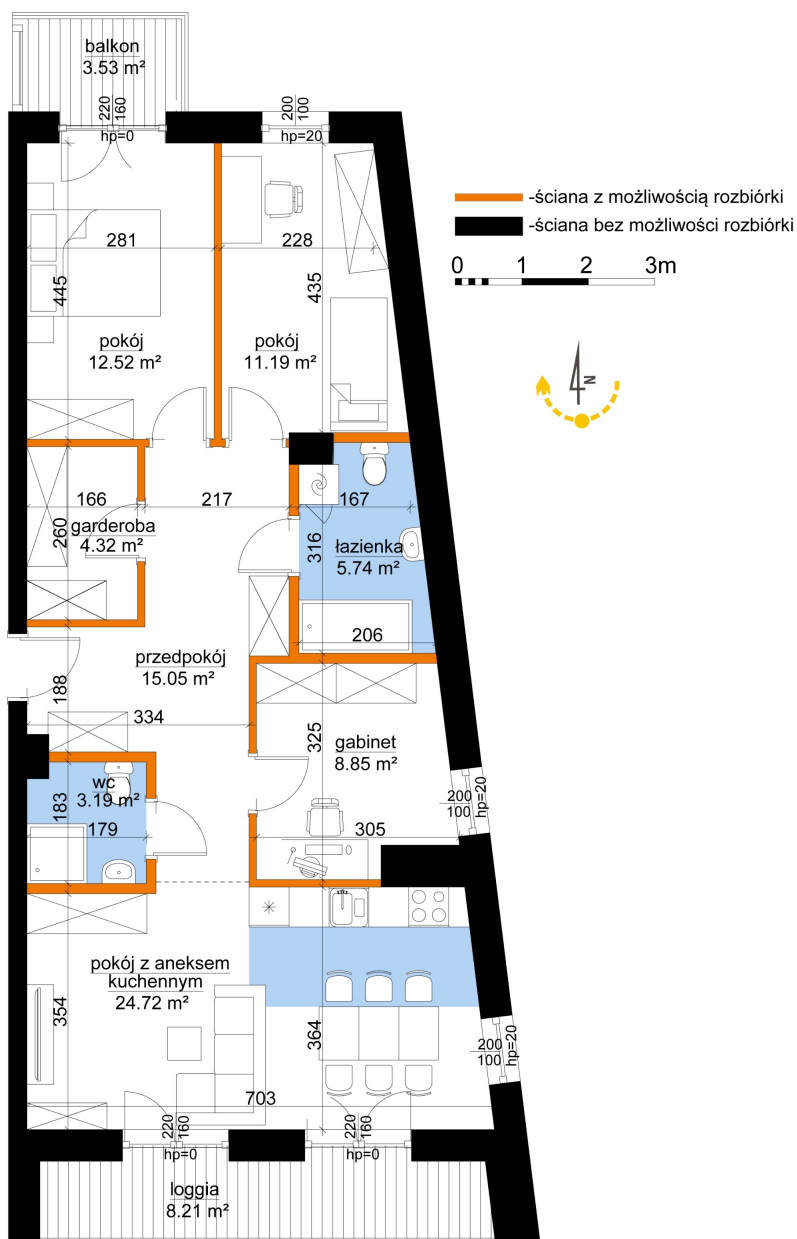 balkon
3.53 m²
220
160
hp=0
200
100
hp=20
-ściana z możliwością rozbiórki
-ściana bez możliwości rozbiórki
0 1 2 3m
N
281
228
445
435
pokój
12.52 m²
pokój
11.19 m²
166
217
167
260
garderoba
4.32 m²
316
łazienka
5.74 m²
206
przedpokój
15.05 m²
188
334
325
gabinet
8.85 m²
200
100
hp=20
wc
3.19 m²
183
179
305
pokój z aneksem
kuchennym
24.72 m²
354
364
200
100
hp=20
703
220
160
hp=0
220
160
hp=0
loggia
8.21 m²